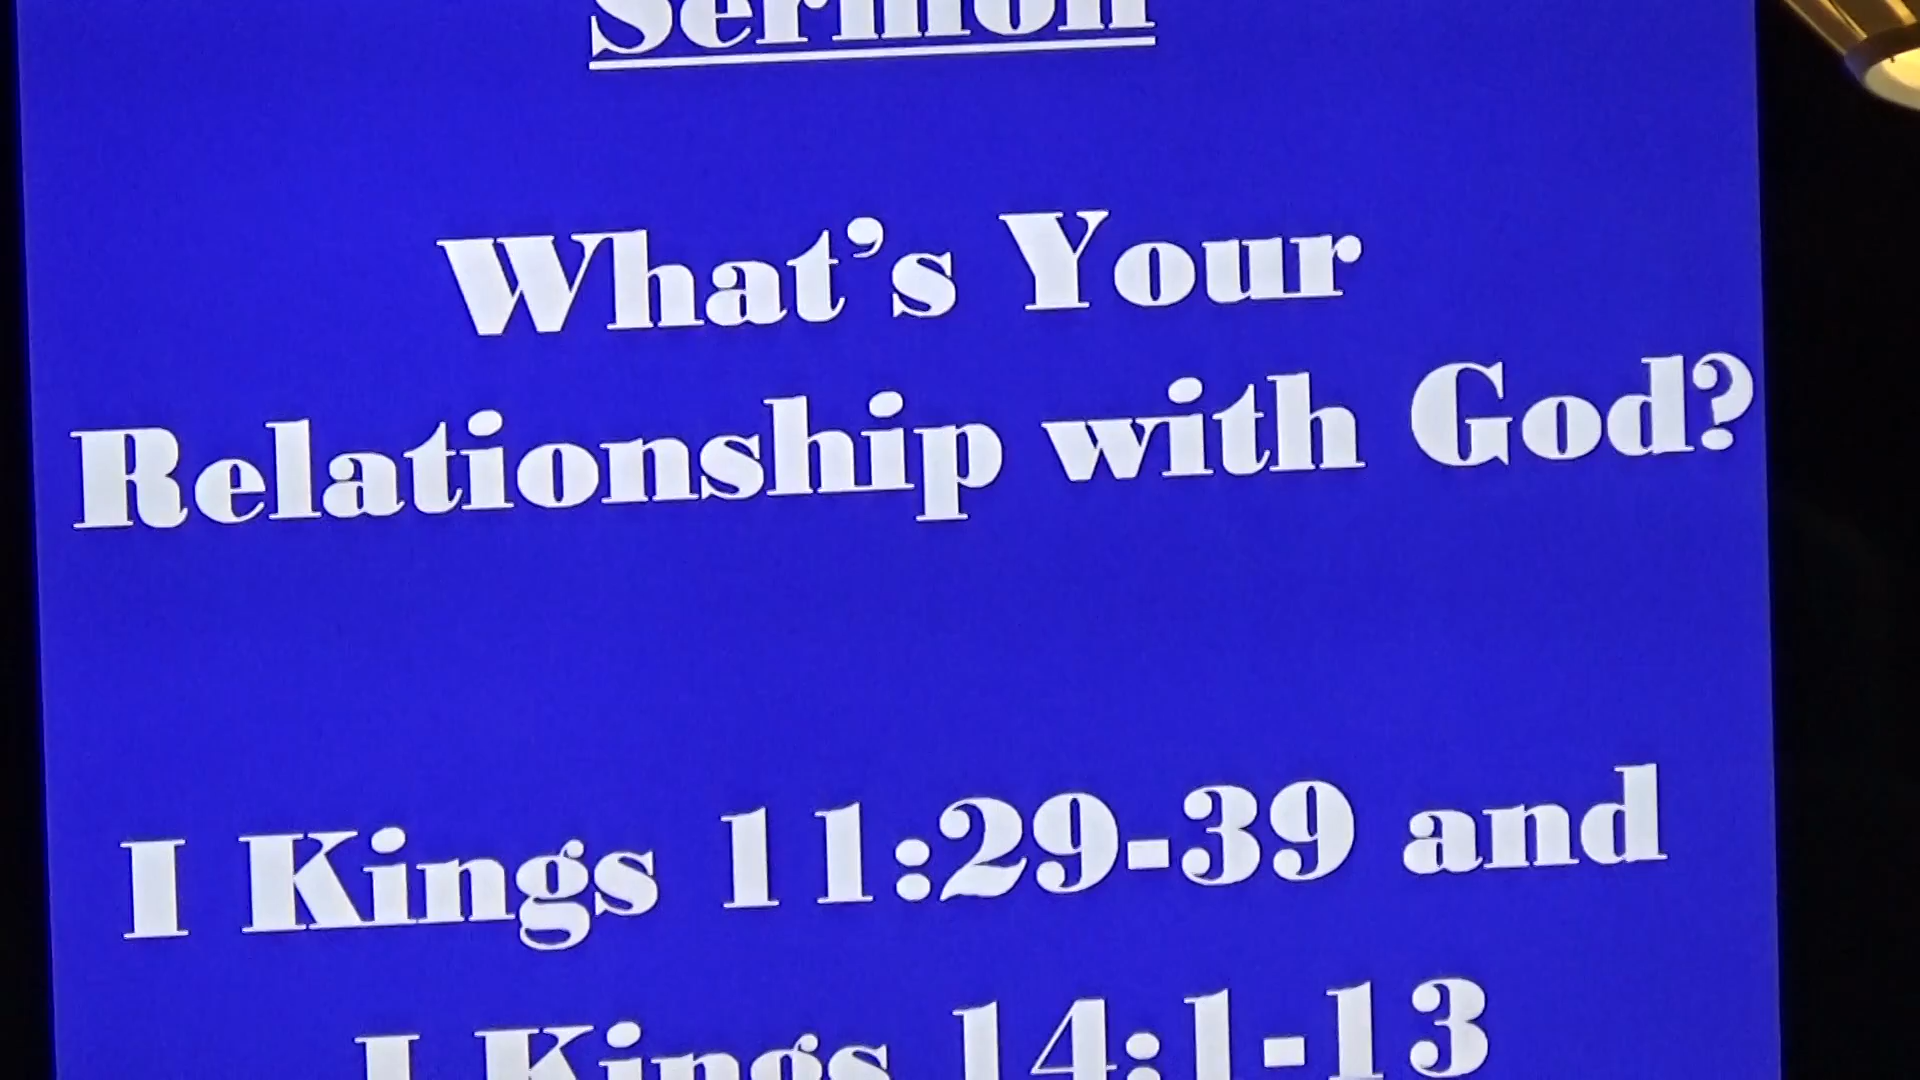 Sermon
What's Your
Relationship with God?
I Kings 11:29-39 and
I Kings 14:1-13